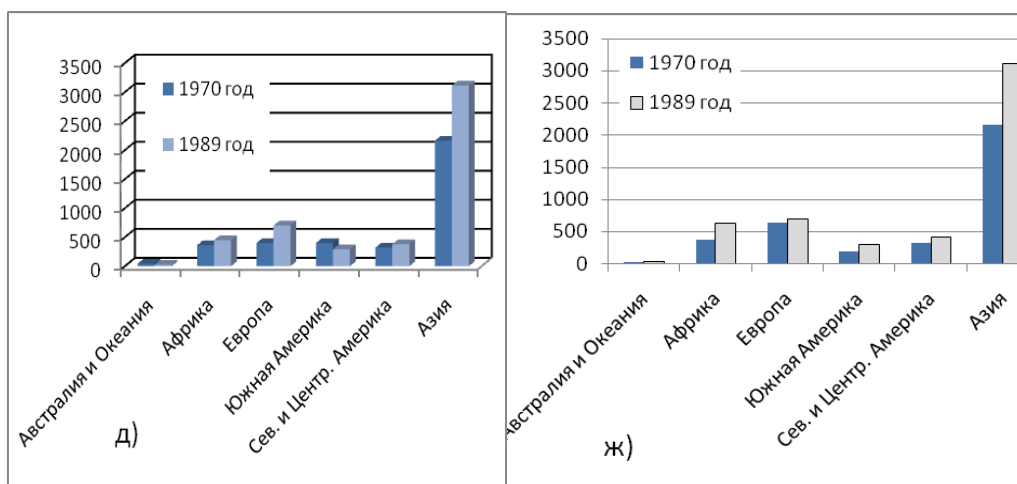 3500
3000
2500
2000
1500
1000
500
0
1970 год
1989 год
Австралия и Океания
Африка
Европа
Южная Америка
Сев. и Центр. Америка
Азия
д)
3500
3000
2500
2000
1500
1000
500
0
1970 год
1989 год
Австралия и Океания
Африка
Европа
Южная Америка
Сев. и Центр. Америка
Азия
ж)